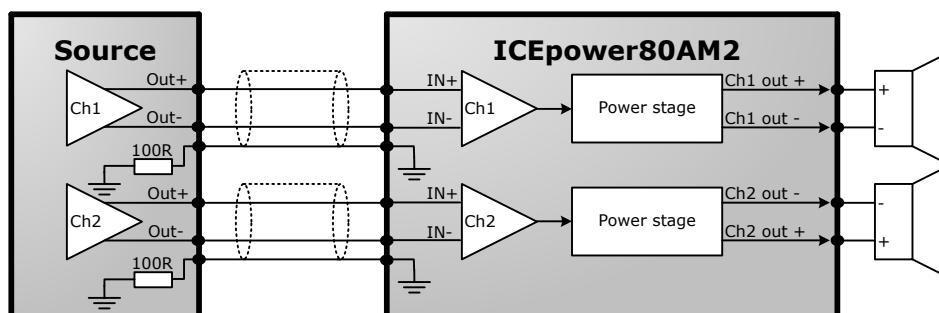 Source
ICEpower80AM2
Out+
IN+
Ch1 out +
+
Ch1
Ch1
Power stage
Out-
IN-
Ch1 out -
-
100R
Out+
IN+
Ch2 out -
-
Ch2
Ch2
Power stage
Out-
IN-
Ch2 out +
+
100R